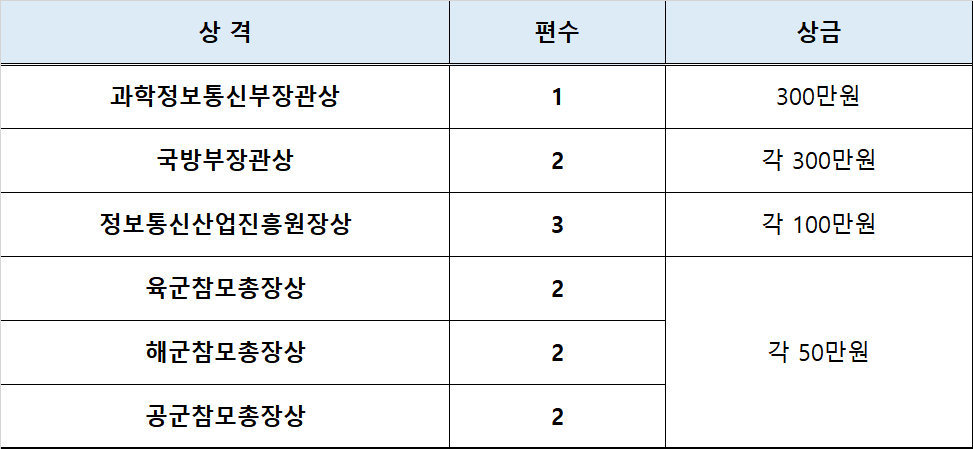 상 격 편수 상금
과학정보통신부장관상 1 300만원
국방부장관상 2 각 300만원
정보통신산업진흥원장상 3 각 100만원
육군참모총장상 2
해군참모총장상 2 각 50만원
공군참모총장상 2